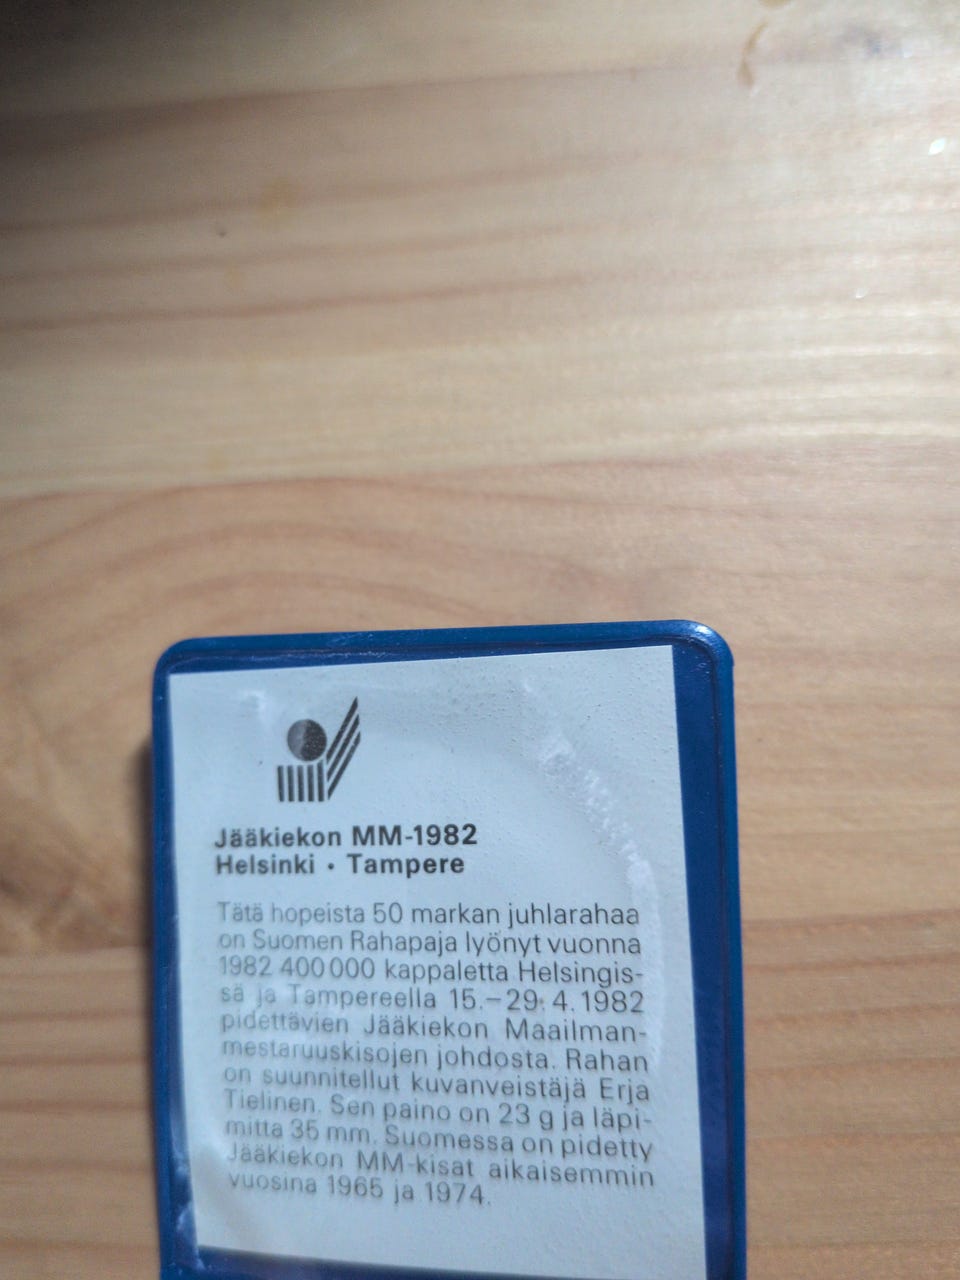 Jääkiekon MM-1982
Helsinki • Tampere
Tätä hopeista 50 markan juhlarahaa
on Suomen Rahapaja lyönyt vuonna
1982 400 000 kappaletta Helsingis-
sä ja Tampereella 15.–29.4.1982
pidettävien Jääkiekon Maailman-
mestaruuskisojen johdosta. Rahan
on suunnitellut kuvanveistäjä Erja
Tielinen. Sen paino on 23 g ja läpi-
mitta 35 mm. Suomessa on pidetty
Jääkiekon MM-kisat aikaisemmin
vuosina 1965 ja 1974.